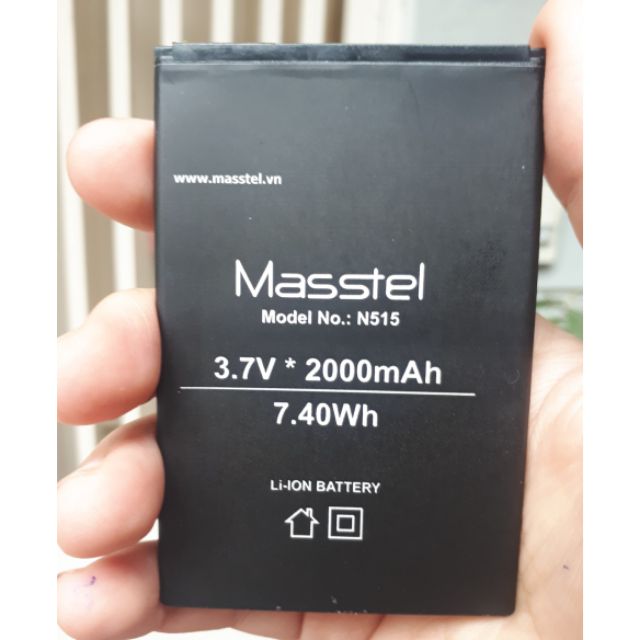 www.masstel.vn
Masstel
Model No.: N515
3.7V * 2000mAh
7.40Wh
Li-ION BATTERY